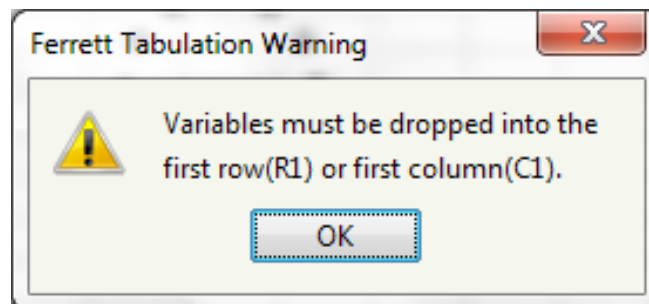 Ferrett Tabulation Warning
Variables must be dropped into the
first row(R1) or first column(C1).
OK